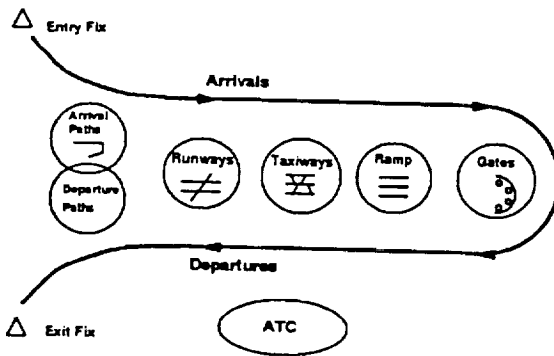 Entry Fix
Arrivals
Arrival
Paths
Runways
Taxiways
Ramp
Gates
Departure
Paths
Departures
Exit Fix
ATC